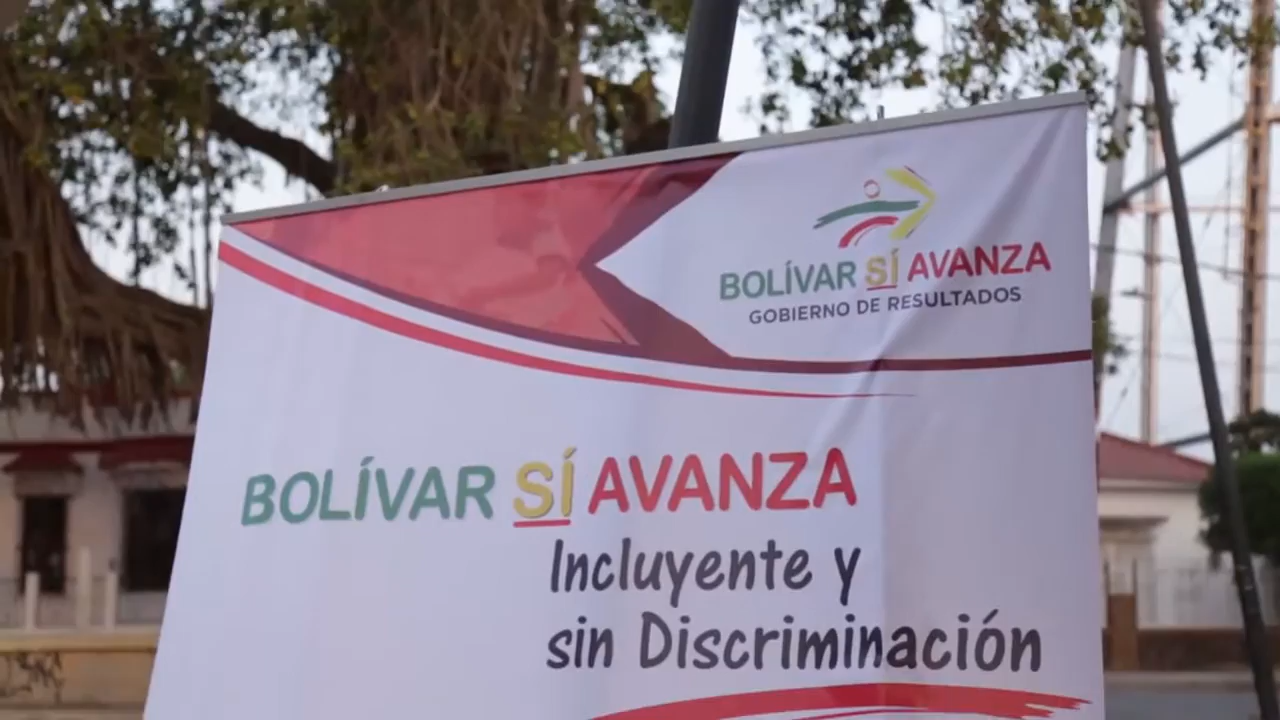 BOLÍVAR SÍ AVANZA
GOBIERNO DE RESULTADOS
BOLÍVAR SÍ AVANZA
Incluyente y
sin Discriminación